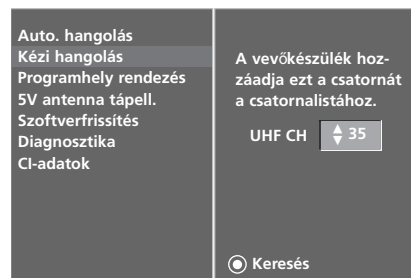 Auto. hangolás
Kézi hangolás
Programhely rendezés
5V antenna tápell.
Szoftverfrissítés
Diagnosztika
CI-adatok
A vevőkészülék hoz-
záadja ezt a csatornát
a csatornalistához.
UHF CH 35
Keresés